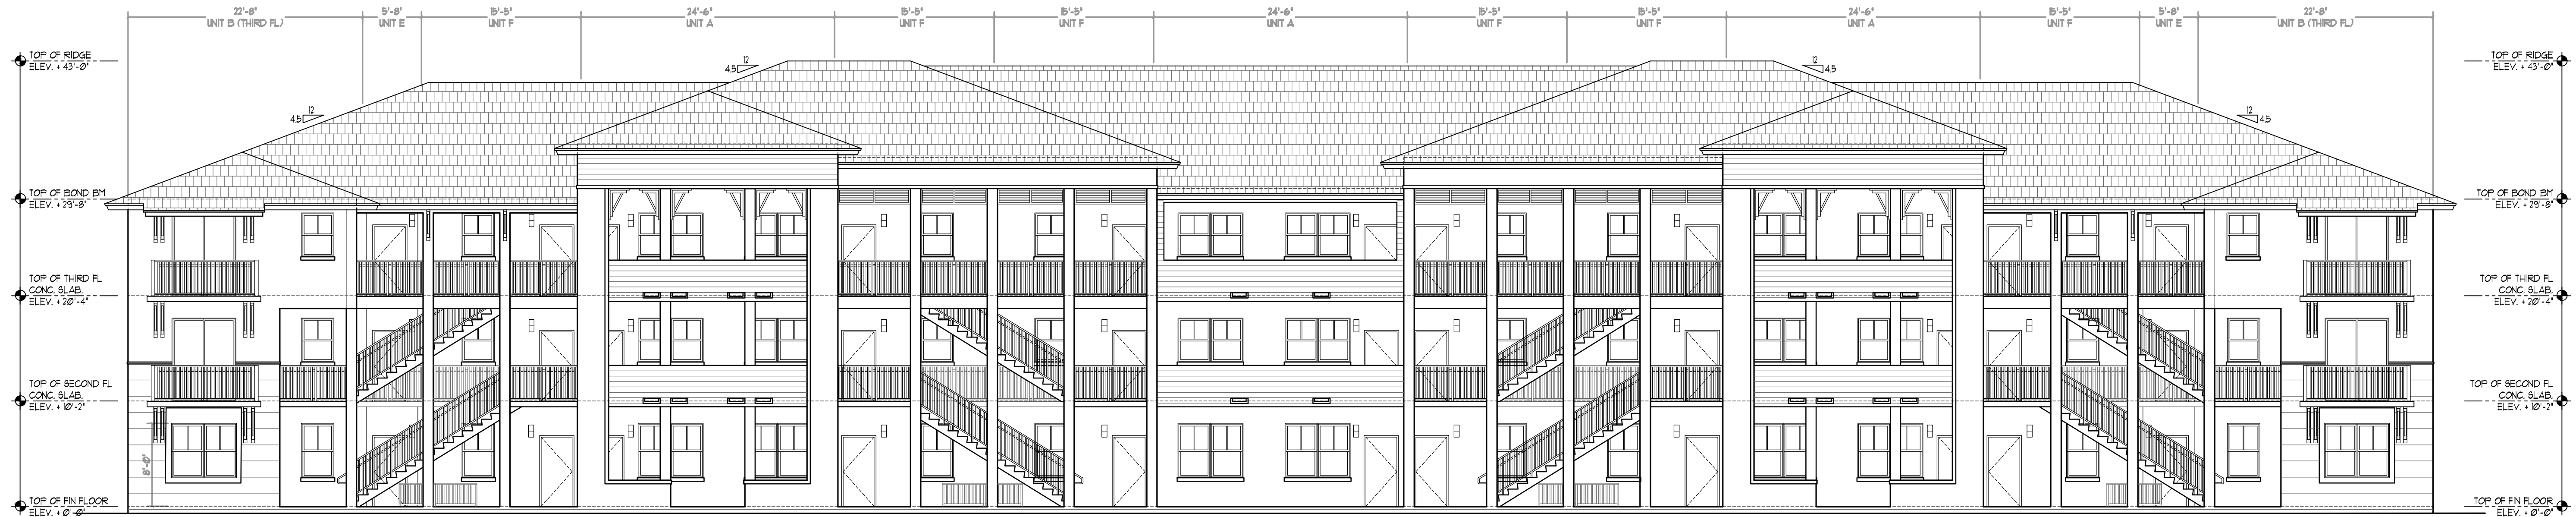 22'-8" 5'-8" 15'-5" 24'-6" 15'-5" 15'-5" 24'-6" 15'-5" 15'-5" 24'-6" 15'-5" 5'-8" 22'-8"
UNIT B (THIRD FL) UNIT E UNIT F UNIT A UNIT F UNIT F UNIT A UNIT F UNIT F UNIT A UNIT F UNIT E UNIT B (THIRD FL)
TOP OF RIDGE
ELEV. + 43'-0"
12
4.5
12
4.5
12
4.5
12
4.5
TOP OF RIDGE
ELEV. + 43'-0"
TOP OF BOND BM
ELEV. + 29'-8"
TOP OF BOND BM
ELEV. + 29'-8"
TOP OF THIRD FL
CONC. SLAB.
ELEV. + 20'-4"
TOP OF THIRD FL
CONC. SLAB.
ELEV. + 20'-4"
TOP OF SECOND FL
CONC. SLAB.
ELEV. + 10'-2"
TOP OF SECOND FL
CONC. SLAB.
ELEV. + 10'-2"
8'-0"
TOP OF FIN FLOOR
ELEV. + 0'-0"
TOP OF FIN FLOOR
ELEV. + 0'-0"